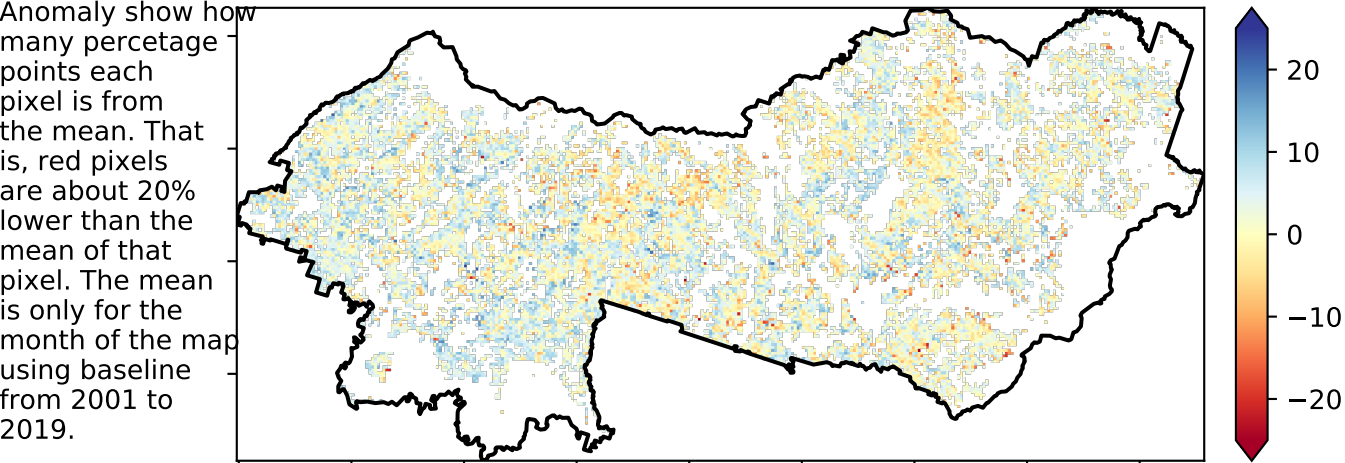 Anomaly show how
many percetage
points each
pixel is from
the mean. That
is, red pixels
are about 20%
lower than the
mean of that
pixel. The mean
is only for the
month of the map
using baseline
from 2001 to
2019.
20
10
0
−10
−20